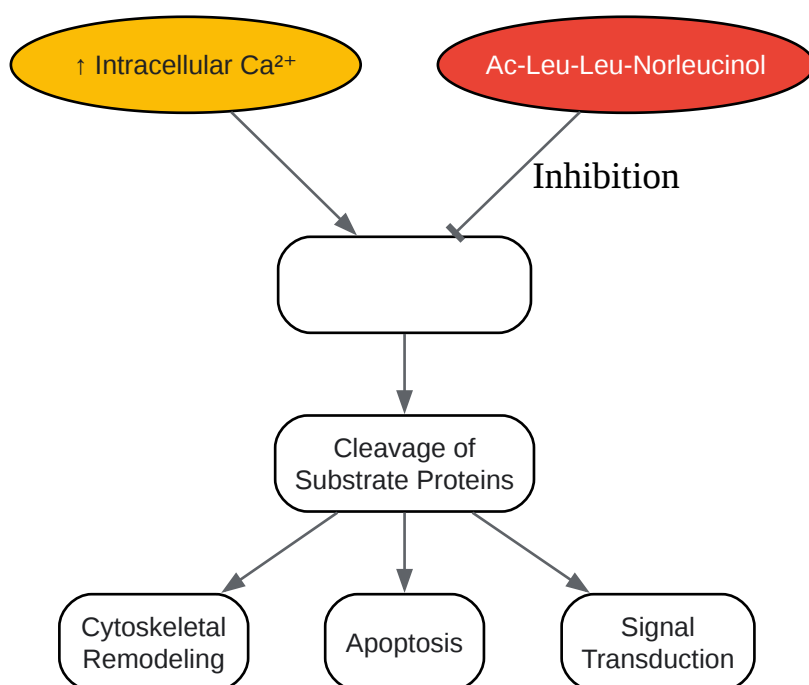 ↑ Intracellular Ca²⁺
Ac-Leu-Leu-Norleucinol
Inhibition
Cleavage of
Substrate Proteins
Cytoskeletal
Remodeling
Apoptosis
Signal
Transduction